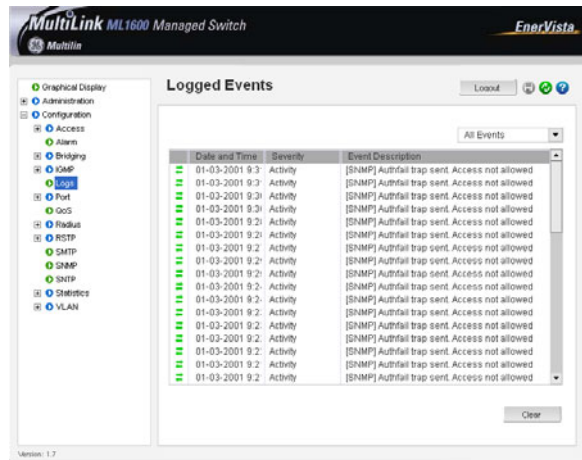 MultiLink ML1600 Managed Switch
EnerVista
Multilin
Graphical Display
Administration
Configuration
Access
Alarm
Bridging
IGMP
Logs
Port
QoS
Radius
RSTP
SMTP
SNMP
SNTP
Statistics
VLAN
Logged Events
Logout
All Events
Date and Time Severity Event Description
01-03-2001 9:3 Activity [SNMP] Authfail trap sent. Access not allowed
01-03-2001 9:3 Activity [SNMP] Authfail trap sent. Access not allowed
01-03-2001 9:3 Activity [SNMP] Authfail trap sent. Access not allowed
01-03-2001 9:3 Activity [SNMP] Authfail trap sent. Access not allowed
01-03-2001 9:2 Activity [SNMP] Authfail trap sent. Access not allowed
01-03-2001 9:2 Activity [SNMP] Authfail trap sent. Access not allowed
01-03-2001 9:2 Activity [SNMP] Authfail trap sent. Access not allowed
01-03-2001 9:2 Activity [SNMP] Authfail trap sent. Access not allowed
01-03-2001 9:2 Activity [SNMP] Authfail trap sent. Access not allowed
01-03-2001 9:2 Activity [SNMP] Authfail trap sent. Access not allowed
01-03-2001 9:2 Activity [SNMP] Authfail trap sent. Access not allowed
01-03-2001 9:2 Activity [SNMP] Authfail trap sent. Access not allowed
01-03-2001 9:2 Activity [SNMP] Authfail trap sent. Access not allowed
01-03-2001 9:2 Activity [SNMP] Authfail trap sent. Access not allowed
01-03-2001 9:2 Activity [SNMP] Authfail trap sent. Access not allowed
01-03-2001 9:2 Activity [SNMP] Authfail trap sent. Access not allowed
01-03-2001 9:2 Activity [SNMP] Authfail trap sent. Access not allowed
Clear
Version: 1.7